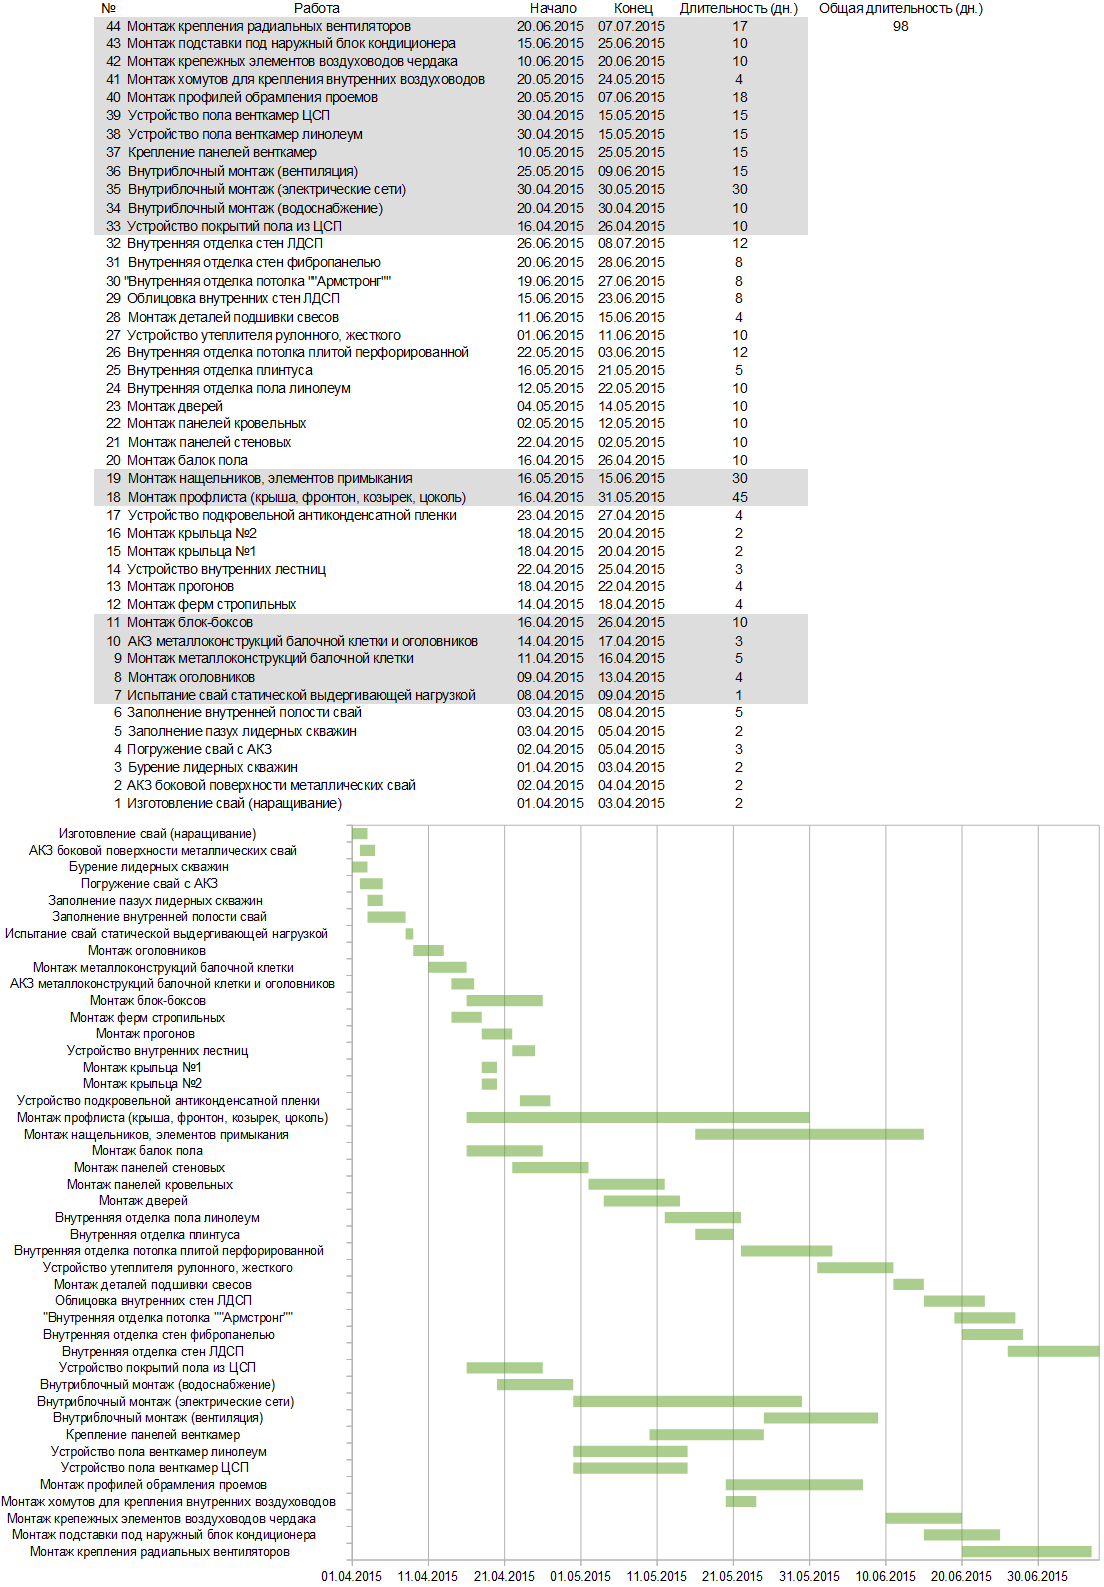 № Работа Начало Конец Длительность (дн.) Общая длительность (дн.)
44 Монтаж крепления радиальных вентиляторов 20.06.2015 07.07.2015 17 98
43 Монтаж подставки под наружный блок кондиционера 15.06.2015 25.06.2015 10
42 Монтаж крепежных элементов воздуховодов чердака 10.06.2015 20.06.2015 10
41 Монтаж хомутов для крепления внутренних воздуховодов 20.05.2015 24.05.2015 4
40 Монтаж профилей обрамления проемов 20.05.2015 07.06.2015 18
39 Устройство пола венткамер ЦСП 30.04.2015 15.05.2015 15
38 Устройство пола венткамер линолеум 30.04.2015 15.05.2015 15
37 Крепление панелей венткамер 10.05.2015 25.05.2015 15
36 Внутриблочный монтаж (вентиляция) 25.05.2015 09.06.2015 15
35 Внутриблочный монтаж (электрические сети) 30.04.2015 30.05.2015 30
34 Внутриблочный монтаж (водоснабжение) 20.04.2015 30.04.2015 10
33 Устройство покрытий пола из ЦСП 16.04.2015 26.04.2015 10
32 Внутренняя отделка стен ЛДСП 26.06.2015 08.07.2015 12
31 Внутренняя отделка стен фибропанелью 20.06.2015 28.06.2015 8
30 "Внутренняя отделка потолка ""Армстронг"" 19.06.2015 27.06.2015 8
29 Облицовка внутренних стен ЛДСП 15.06.2015 23.06.2015 8
28 Монтаж деталей подшивки свесов 11.06.2015 15.06.2015 4
27 Устройство утеплителя рулонного, жесткого 01.06.2015 11.06.2015 10
26 Внутренняя отделка потолка плитой перфорированной 22.05.2015 03.06.2015 12
25 Внутренняя отделка плинтуса 16.05.2015 21.05.2015 5
24 Внутренняя отделка пола линолеум 12.05.2015 22.05.2015 10
23 Монтаж дверей 04.05.2015 14.05.2015 10
22 Монтаж панелей кровельных 02.05.2015 12.05.2015 10
21 Монтаж панелей стеновых 22.04.2015 02.05.2015 10
20 Монтаж балок пола 16.04.2015 26.04.2015 10
19 Монтаж нащельников, элементов примыкания 16.05.2015 15.06.2015 30
18 Монтаж профлиста (крыша, фронтон, козырек, цоколь) 16.04.2015 31.05.2015 45
17 Устройство подкровельной антиконденсатной пленки 23.04.2015 27.04.2015 4
16 Монтаж крыльца №2 18.04.2015 20.04.2015 2
15 Монтаж крыльца №1 18.04.2015 20.04.2015 2
14 Устройство внутренних лестниц 22.04.2015 25.04.2015 3
13 Монтаж прогонов 18.04.2015 22.04.2015 4
12 Монтаж ферм стропильных 14.04.2015 18.04.2015 4
11 Монтаж блок-боксов 16.04.2015 26.04.2015 10
10 АКЗ металлоконструкций балочной клетки и оголовников 14.04.2015 17.04.2015 3
9 Монтаж металлоконструкций балочной клетки 11.04.2015 16.04.2015 5
8 Монтаж оголовников 09.04.2015 13.04.2015 4
7 Испытание свай статической выдергивающей нагрузкой 08.04.2015 09.04.2015 1
6 Заполнение внутренней полости свай 03.04.2015 08.04.2015 5
5 Заполнение пазух лидерных скважин 03.04.2015 05.04.2015 2
4 Погружение свай с АКЗ 02.04.2015 05.04.2015 3
3 Бурение лидерных скважин 01.04.2015 03.04.2015 2
2 АКЗ боковой поверхности металлических свай 02.04.2015 04.04.2015 2
1 Изготовление свай (наращивание) 01.04.2015 03.04.2015 2
Изготовление свай (наращивание)
АКЗ боковой поверхности металлических свай
Бурение лидерных скважин
Погружение свай с АКЗ
Заполнение пазух лидерных скважин
Заполнение внутренней полости свай
Испытание свай статической выдергивающей нагрузкой
Монтаж оголовников
Монтаж металлоконструкций балочной клетки
АКЗ металлоконструкций балочной клетки и оголовников
Монтаж блок-боксов
Монтаж ферм стропильных
Монтаж прогонов
Устройство внутренних лестниц
Монтаж крыльца №1
Монтаж крыльца №2
Устройство подкровельной антиконденсатной пленки
Монтаж профлиста (крыша, фронтон, козырек, цоколь)
Монтаж нащельников, элементов примыкания
Монтаж балок пола
Монтаж панелей стеновых
Монтаж панелей кровельных
Монтаж дверей
Внутренняя отделка пола линолеум
Внутренняя отделка плинтуса
Внутренняя отделка потолка плитой перфорированной
Устройство утеплителя рулонного, жесткого
Монтаж деталей подшивки свесов
Облицовка внутренних стен ЛДСП
"Внутренняя отделка потолка ""Армстронг""
Внутренняя отделка стен фибропанелью
Внутренняя отделка стен ЛДСП
Устройство покрытий пола из ЦСП
Внутриблочный монтаж (водоснабжение)
Внутриблочный монтаж (электрические сети)
Внутриблочный монтаж (вентиляция)
Крепление панелей венткамер
Устройство пола венткамер линолеум
Устройство пола венткамер ЦСП
Монтаж профилей обрамления проемов
Монтаж хомутов для крепления внутренних воздуховодов
Монтаж крепежных элементов воздуховодов чердака
Монтаж подставки под наружный блок кондиционера
Монтаж крепления радиальных вентиляторов
01.04.2015 11.04.2015 21.04.2015 01.05.2015 11.05.2015 21.05.2015 31.05.2015 10.06.2015 20.06.2015 30.06.2015